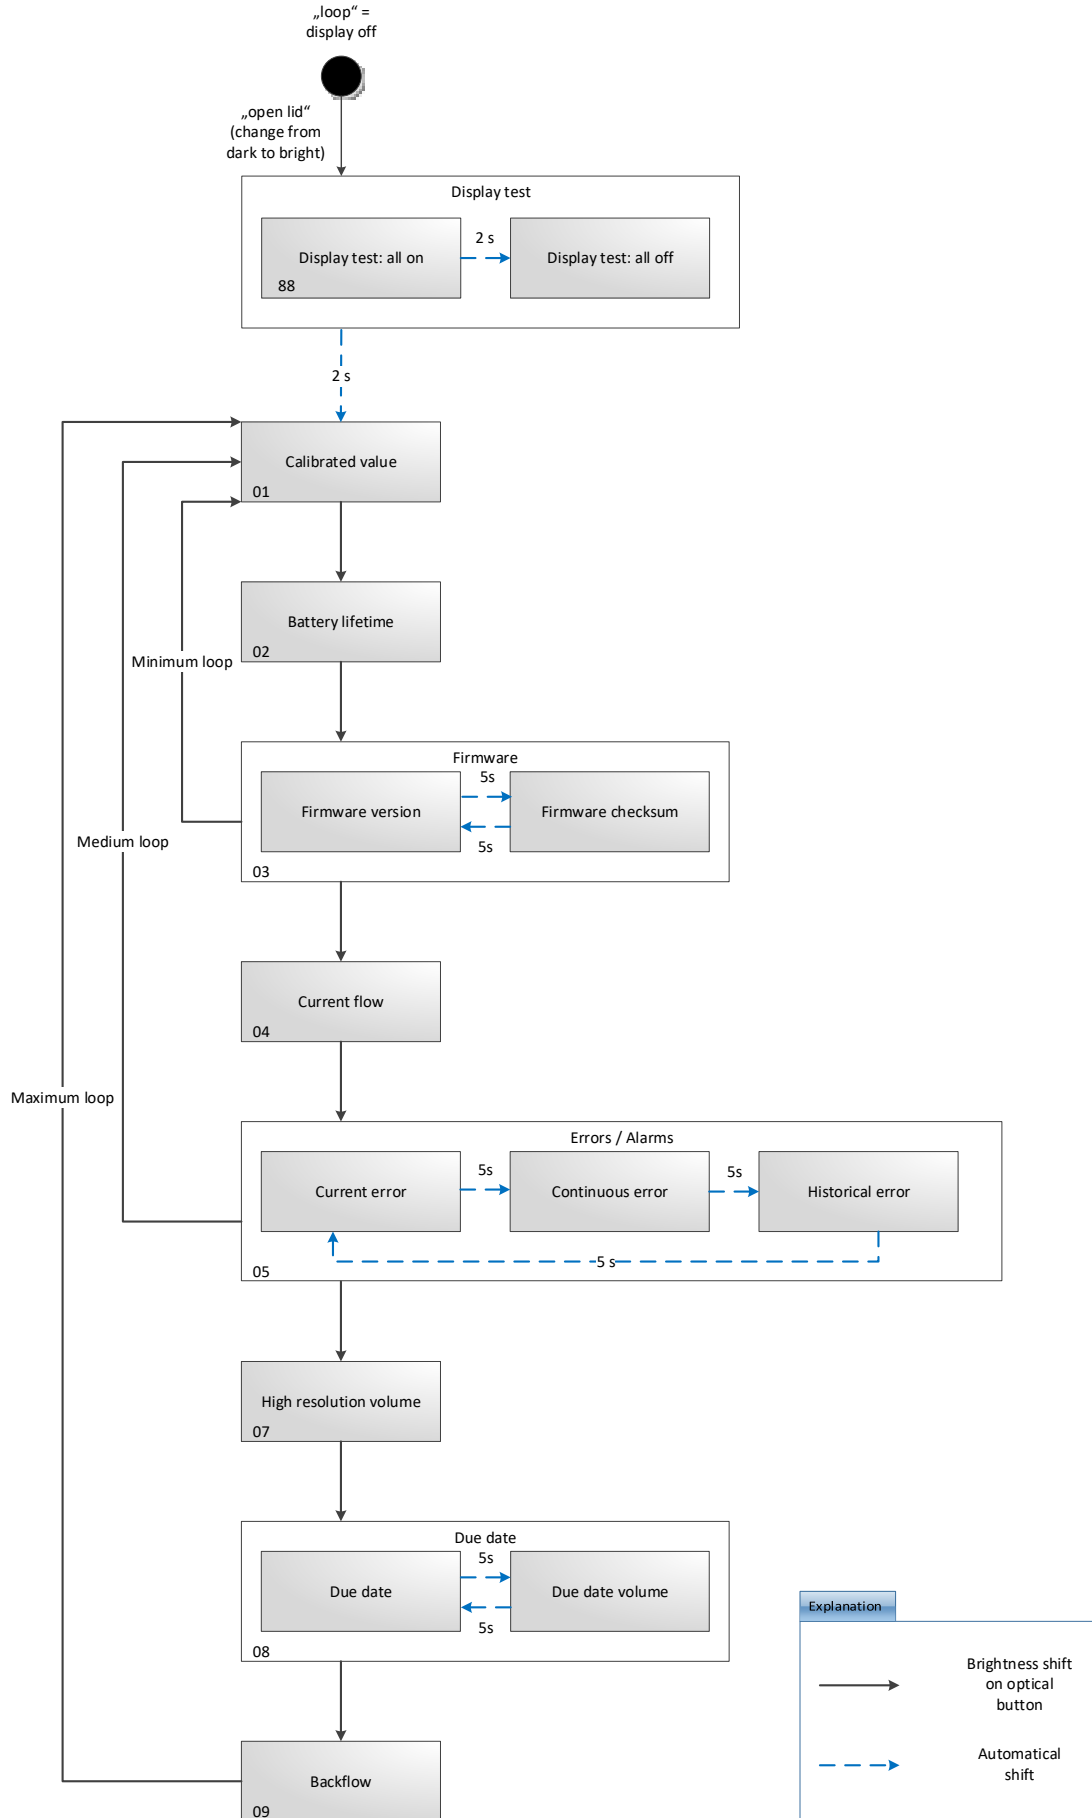 „loop“ =
display off
„open lid“
(change from
dark to bright)
Display test
Display test: all on
2 s
Display test: all off
88
2 s
Calibrated value
01
Battery lifetime
02
Minimum loop
Firmware
Firmware version
5s
5s
Firmware checksum
03
Medium loop
Current flow
04
Maximum loop
Errors / Alarms
Current error
5s
Continuous error
5s
Historical error
5 s
05
High resolution volume
07
Due date
Due date
5s
5s
Due date volume
08
Backflow
09
Explanation
Brightness shift
on optical
button
Automatical
shift